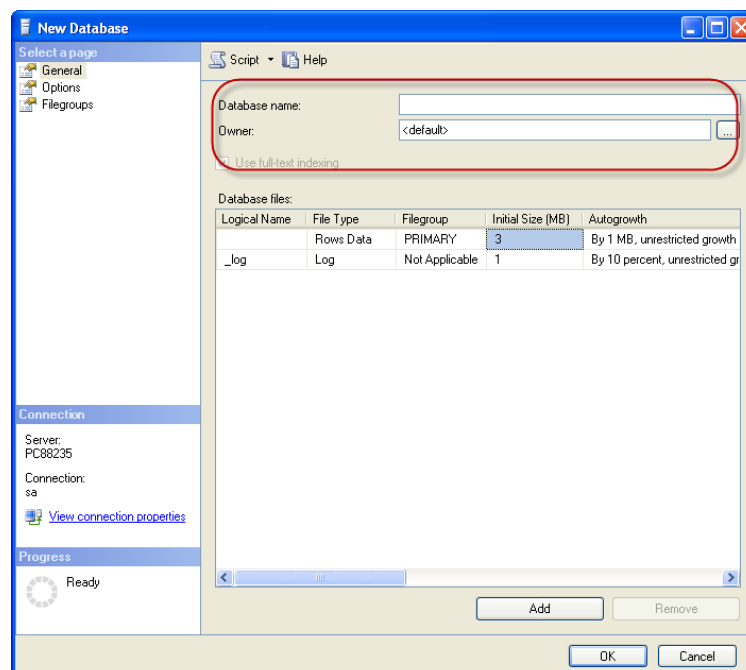 New Database
Select a page
General
Options
Filegroups
Script Help
Database name:
Owner: <default> ...
Use full-text indexing
Database files:
Logical Name File Type Filegroup Initial Size (MB) Autogrowth
Rows Data PRIMARY 3 By 1 MB, unrestricted growth
_log Log Not Applicable 1 By 10 percent, unrestricted gr
Connection
Server:
PC88235
Connection:
sa
View connection properties
Progress
Ready
Add Remove
OK Cancel